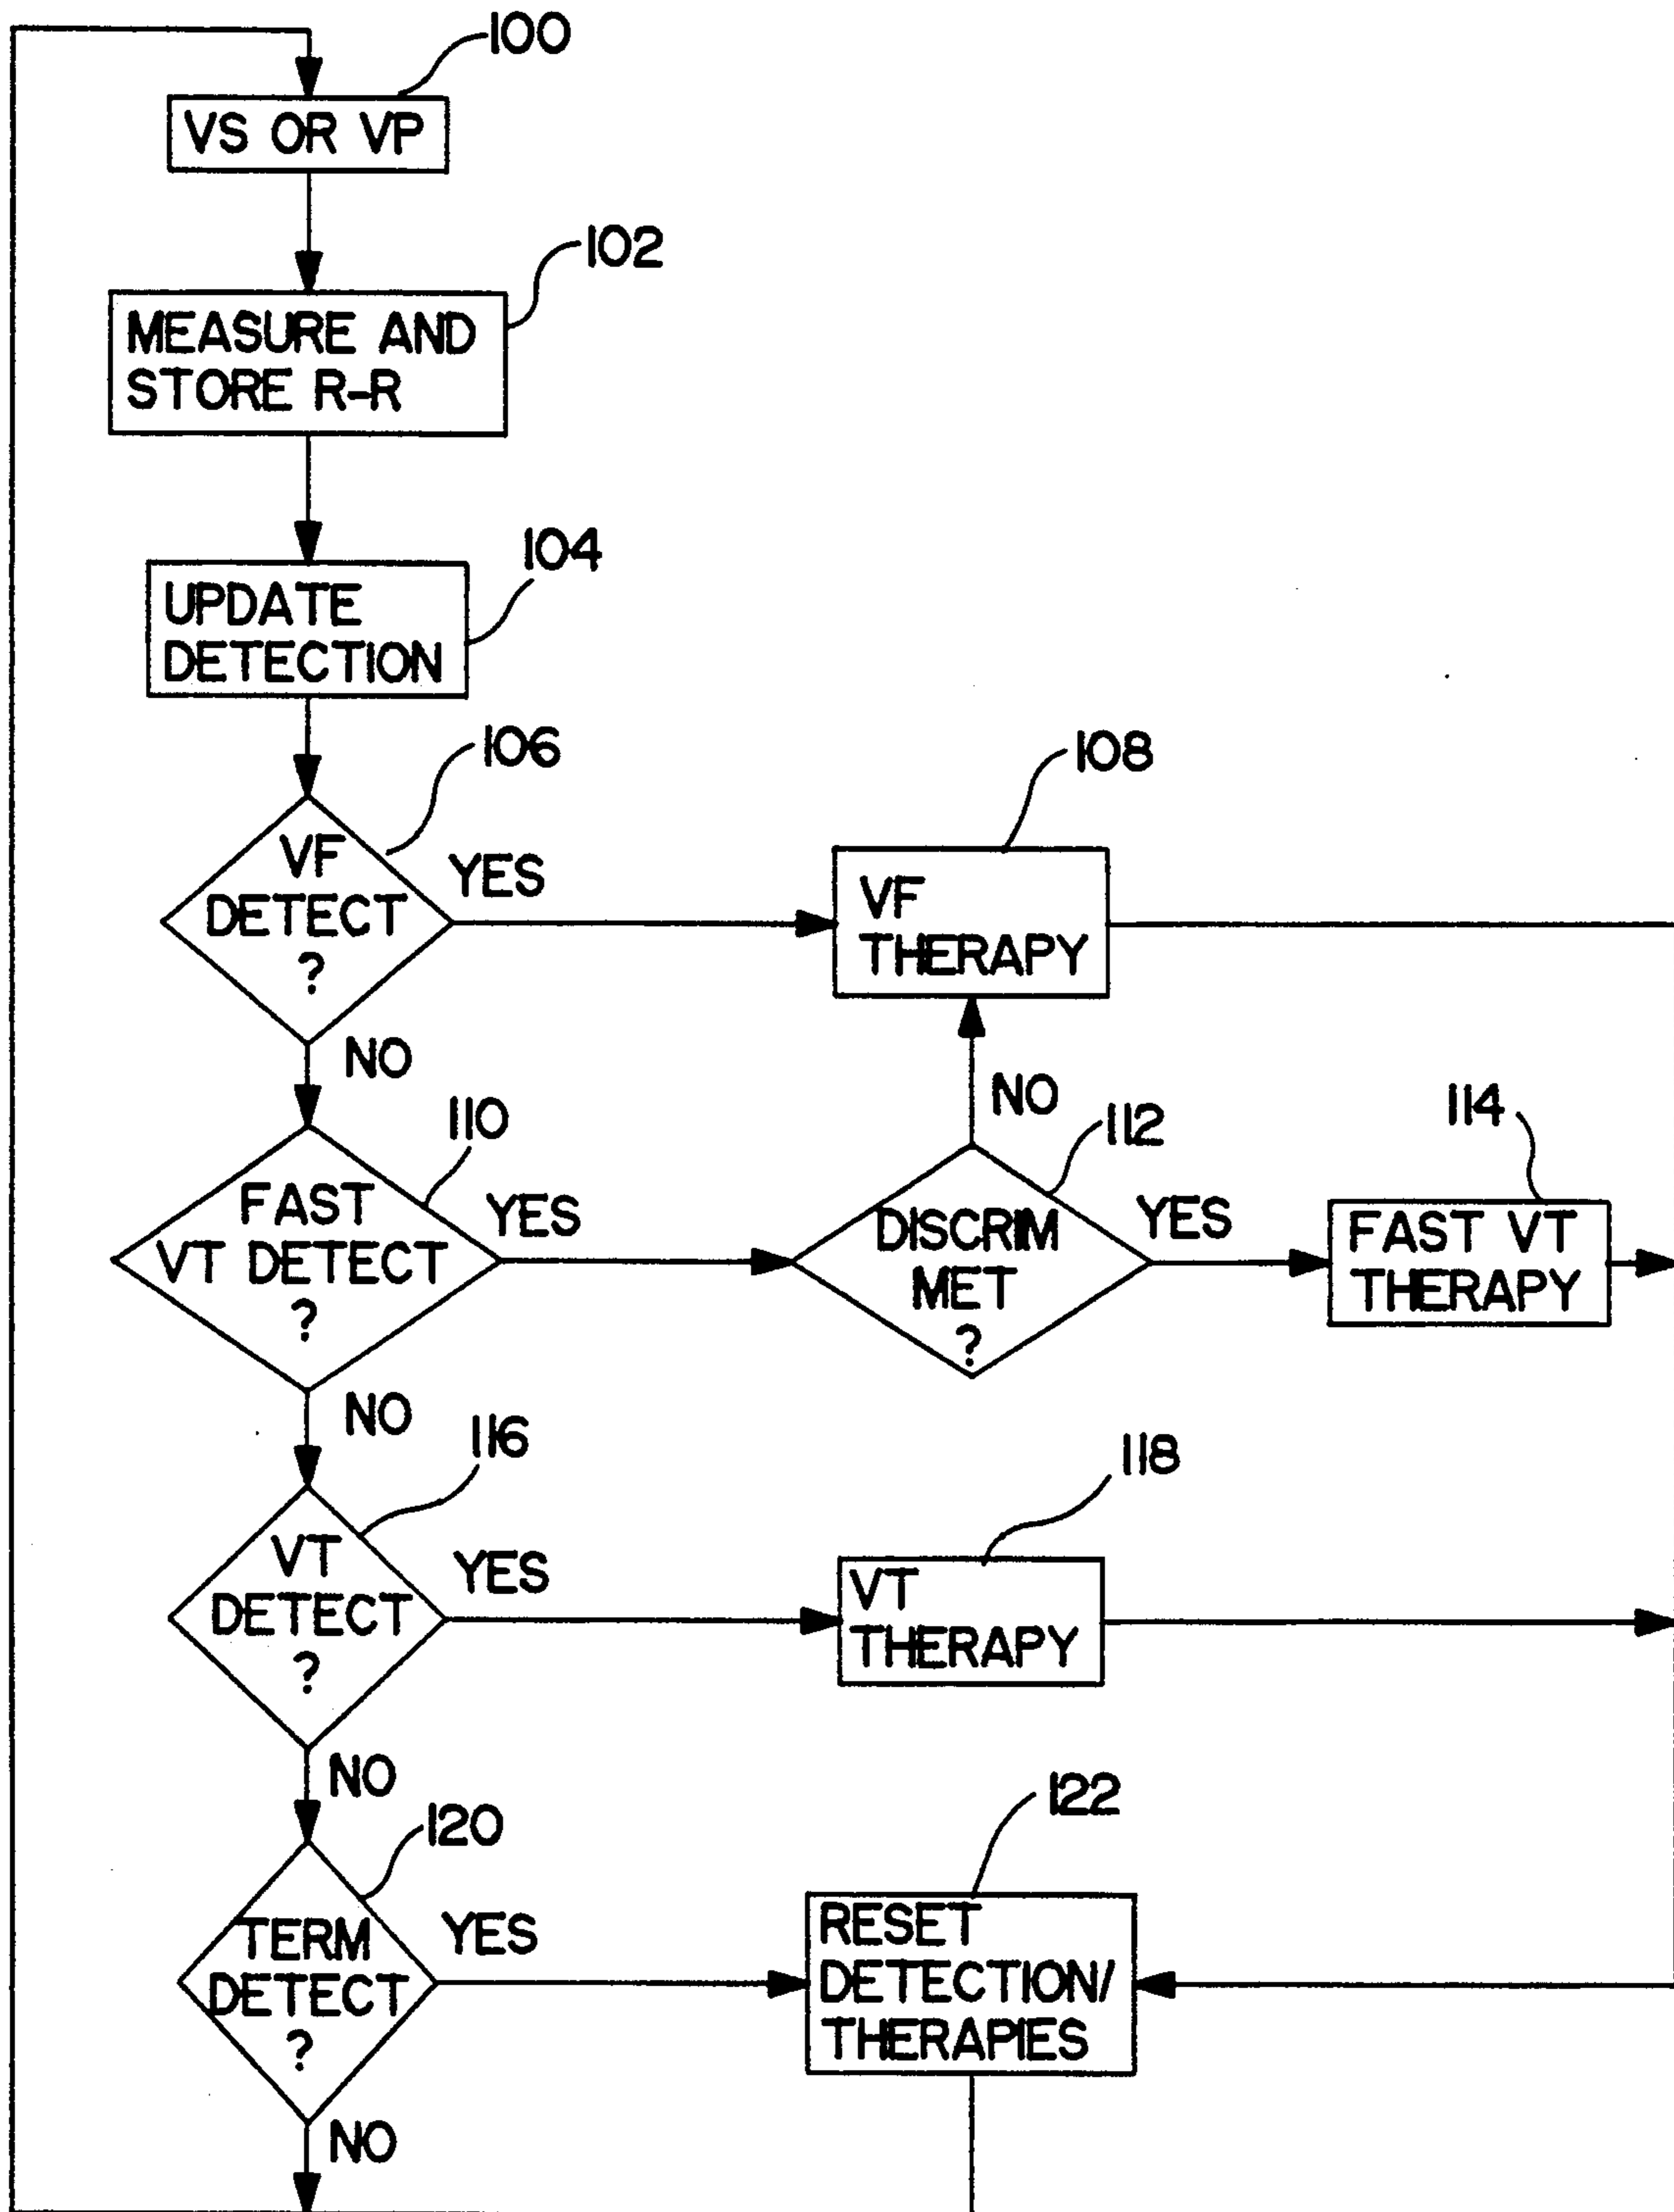 100
VS OR VP
102
MEASURE AND
STORE R-R
104
UPDATE
DETECTION
106
VF
DETECT
?
YES
NO
108
VF
THERAPY
110
FAST
VT DETECT
?
YES
NO
112
DISCRIM
MET
?
NO
YES
114
FAST VT
THERAPY
116
VT
DETECT
?
YES
NO
118
VT
THERAPY
120
TERM
DETECT
?
YES
NO
122
RESET
DETECTION/
THERAPIES